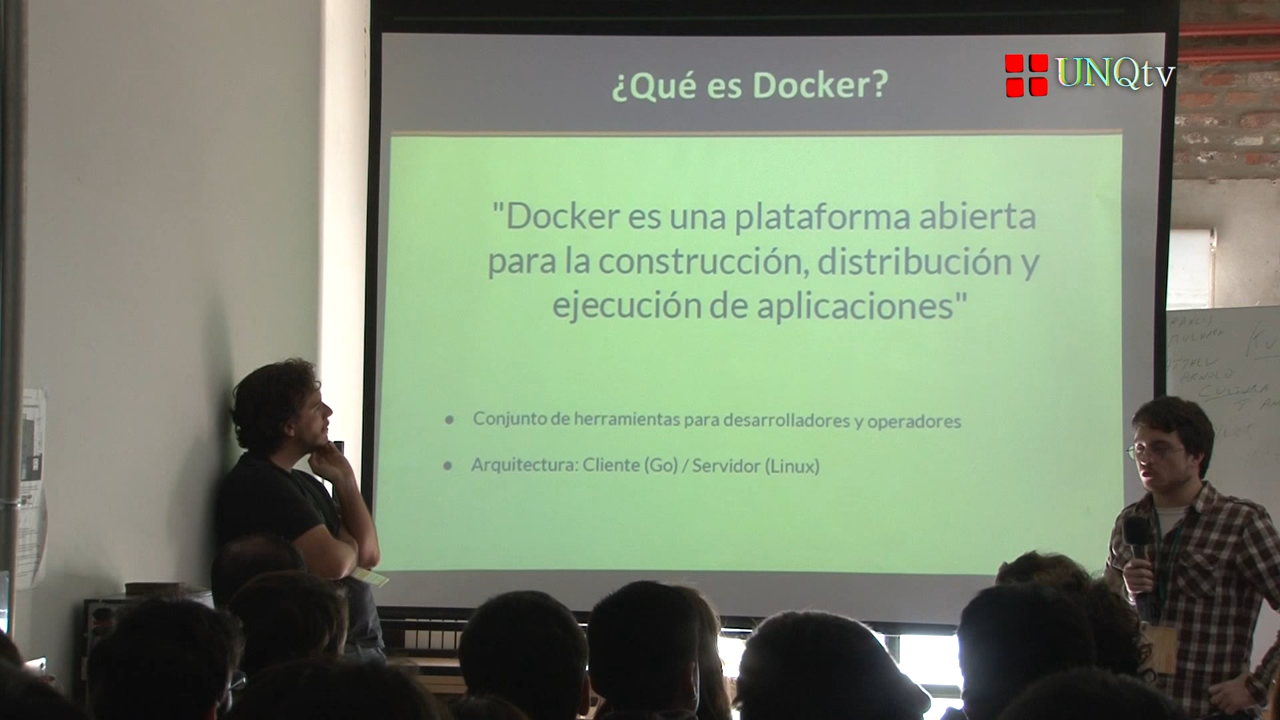 ¿Qué es Docker?
UNQtv
"Docker es una plataforma abierta
para la construcción, distribución y
ejecución de aplicaciones"
● Conjunto de herramientas para desarrolladores y operadores
● Arquitectura: Cliente (Go) / Servidor (Linux)
ARNOLD